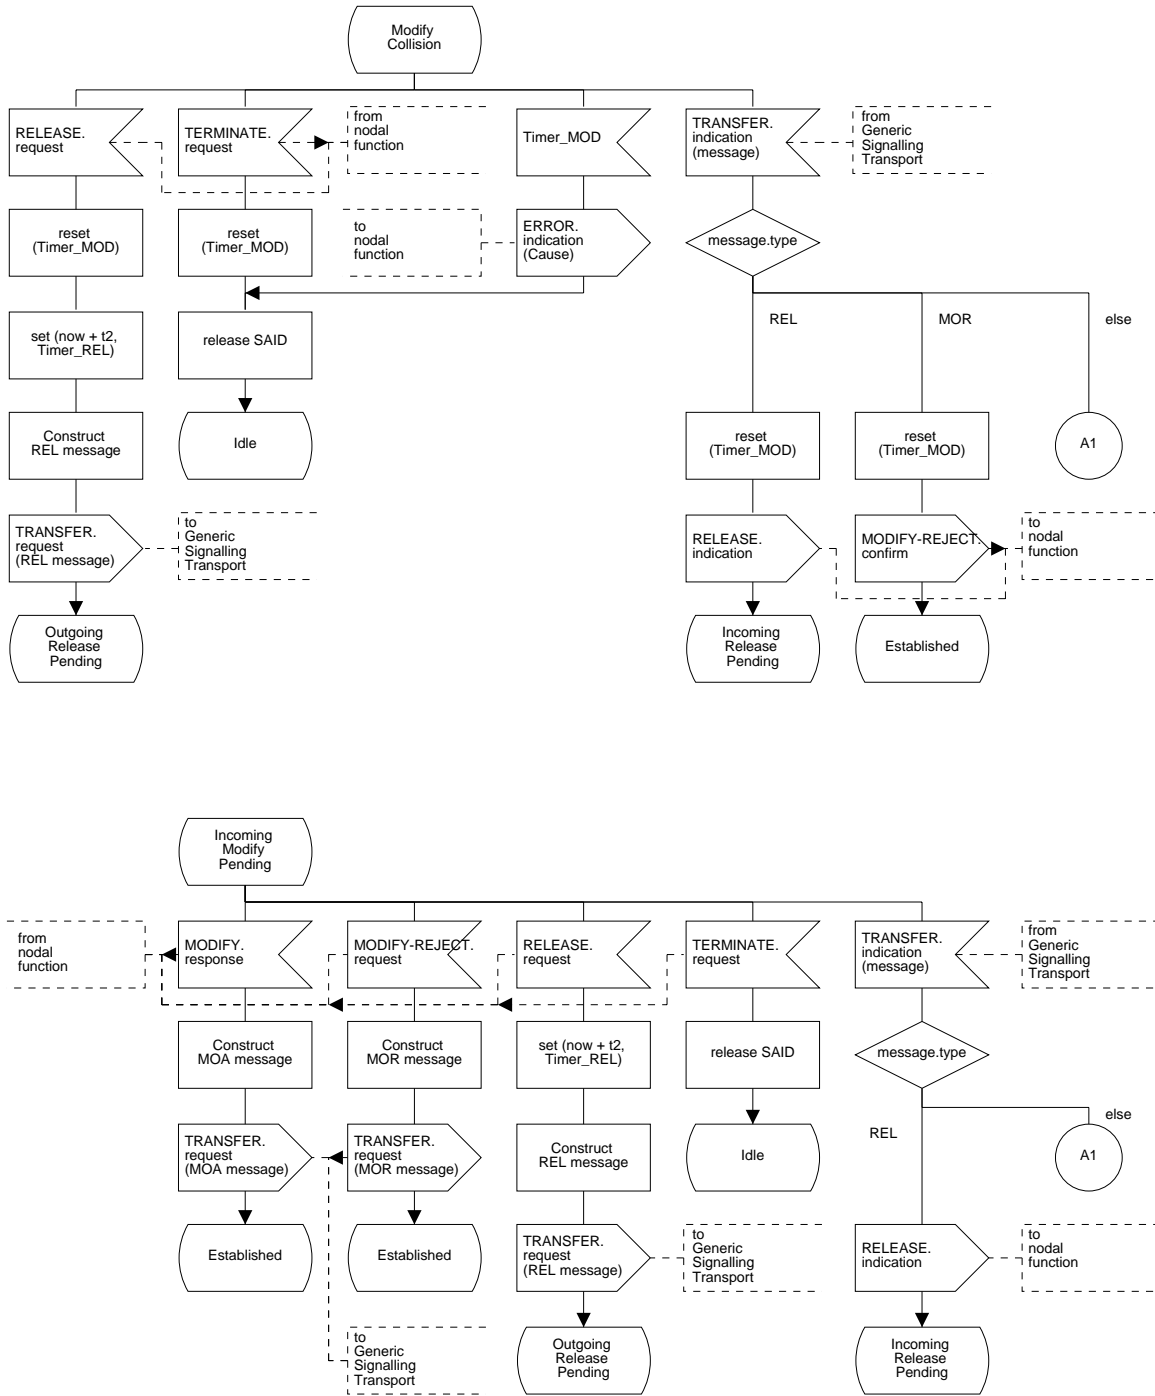 Modify
Collision
RELEASE.
request
TERMINATE.
request
from
nodal
function
Timer_MOD
TRANSFER.
indication
(message)
from
Generic
Signalling
Transport
reset
(Timer_MOD)
reset
(Timer_MOD)
to
nodal
function
ERROR.
indication
(Cause)
message.type
set (now + t2,
Timer_REL)
release SAID
REL
MOR
else
Construct
REL message
Idle
reset
(Timer_MOD)
reset
(Timer_MOD)
A1
TRANSFER.
request
(REL message)
to
Generic
Signalling
Transport
RELEASE.
indication
MODIFY-REJECT.
confirm
to
nodal
function
Outgoing
Release
Pending
Incoming
Release
Pending
Established
Incoming
Modify
Pending
from
nodal
function
MODIFY.
response
MODIFY-REJECT.
request
RELEASE.
request
TERMINATE.
request
TRANSFER.
indication
(message)
from
Generic
Signalling
Transport
Construct
MOA message
Construct
MOR message
set (now + t2,
Timer_REL)
release SAID
message.type
REL
else
TRANSFER.
request
(MOA message)
TRANSFER.
request
(MOR message)
Construct
REL message
Idle
A1
Established
Established
TRANSFER.
request
(REL message)
to
Generic
Signalling
Transport
RELEASE.
indication
to
nodal
function
to
Generic
Signalling
Transport
Outgoing
Release
Pending
Incoming
Release
Pending